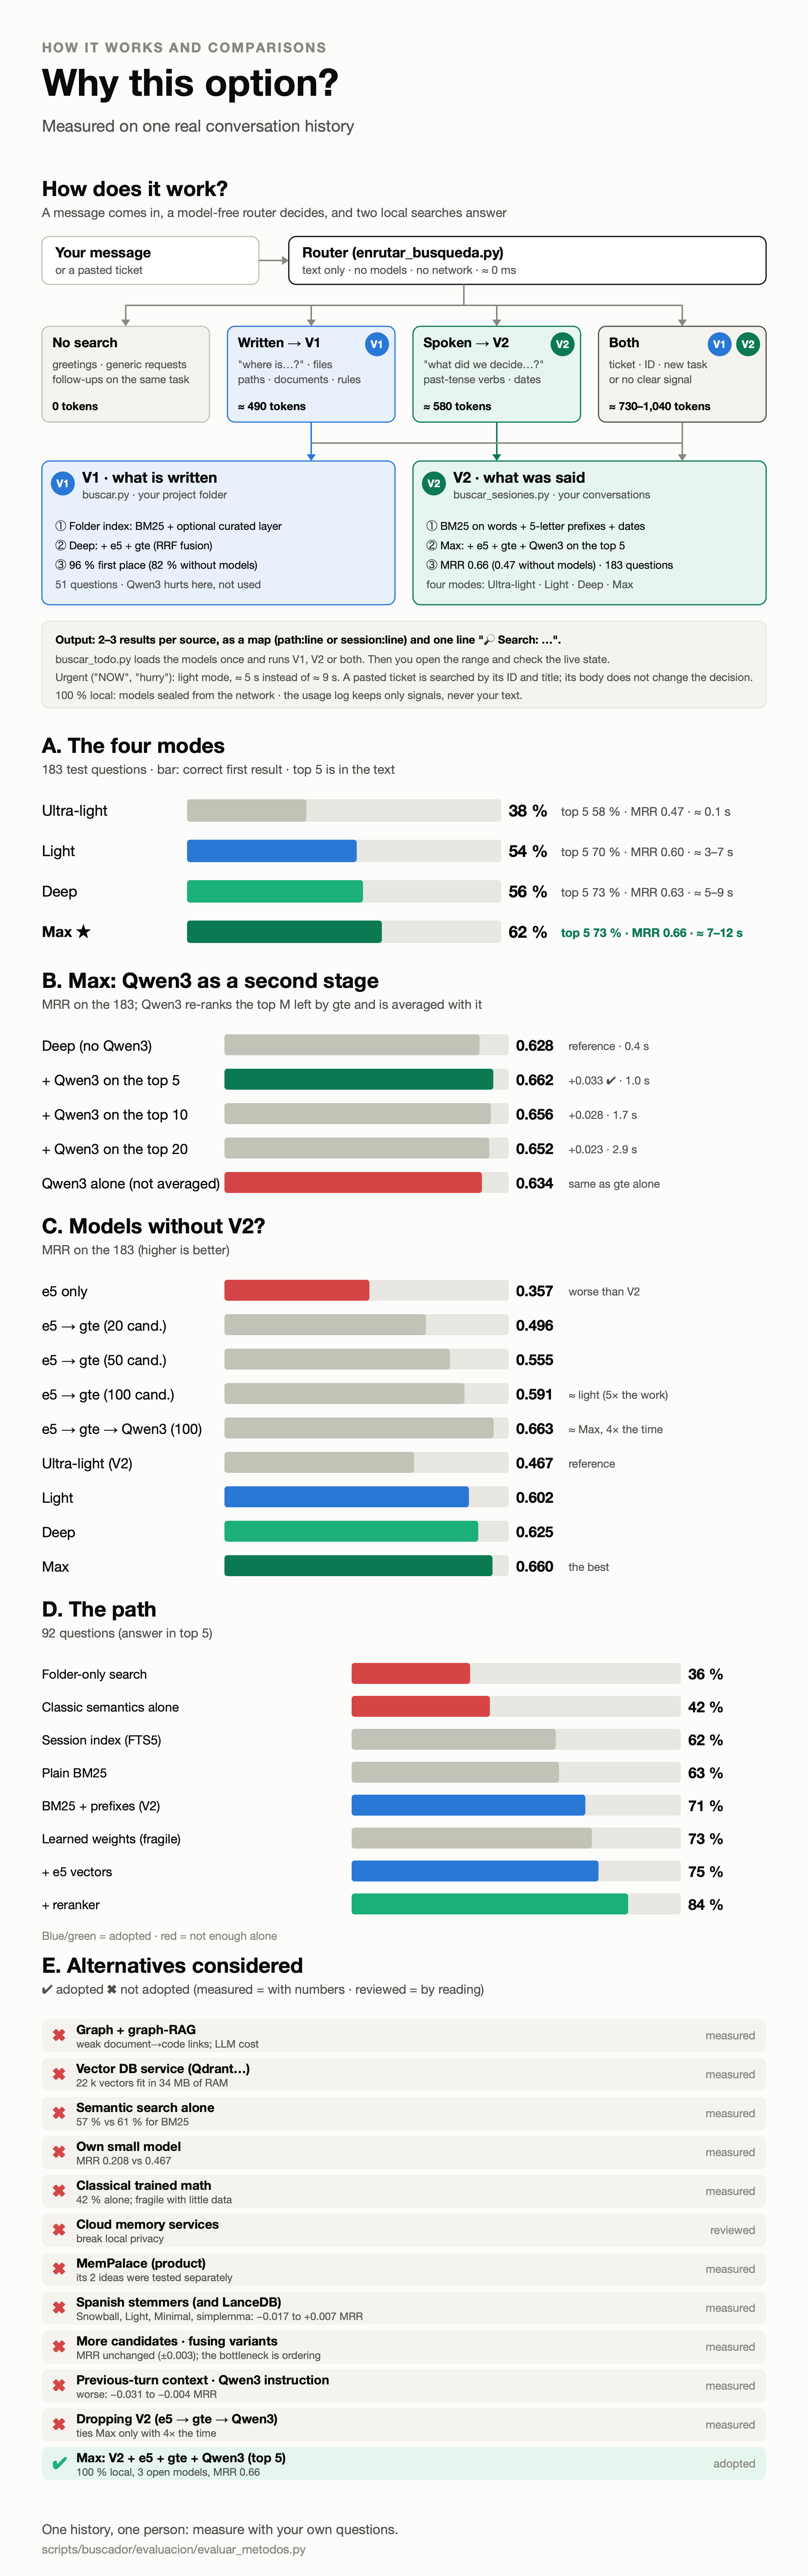 HOW IT WORKS AND COMPARISONS
Why this option?
Measured on one real conversation history
How does it work?
A message comes in, a model-free router decides, and two local searches answer
Your message
or a pasted ticket
Router (enrutar_busqueda.py)
text only · no models · no network · ≈ 0 ms
No search
greetings · generic requests
follow-ups on the same task
0 tokens
Written → V1
V1
"where is…?" · files
paths · documents · rules
≈ 490 tokens
Spoken → V2
V2
"what did we decide…?"
past-tense verbs · dates
≈ 580 tokens
Both
V1 V2
ticket · ID · new task
or no clear signal
≈ 730–1,040 tokens
V1
V1 · what is written
buscar.py · your project folder
① Folder index: BM25 + optional curated layer
② Deep: + e5 + gte (RRF fusion)
③ 96 % first place (82 % without models)
51 questions · Qwen3 hurts here, not used
V2
V2 · what was said
buscar_sesiones.py · your conversations
① BM25 on words + 5-letter prefixes + dates
② Max: + e5 + gte + Qwen3 on the top 5
③ MRR 0.66 (0.47 without models) · 183 questions
four modes: Ultra-light · Light · Deep · Max
Output: 2–3 results per source, as a map (path:line or session:line) and one line "🔎 Search: …".
buscar_todo.py loads the models once and runs V1, V2 or both. Then you open the range and check the live state.
Urgent ("NOW", "hurry"): light mode, ≈ 5 s instead of ≈ 9 s. A pasted ticket is searched by its ID and title; its body does not change the decision.
100 % local: models sealed from the network · the usage log keeps only signals, never your text.
A. The four modes
183 test questions · bar: correct first result · top 5 is in the text
Ultra-light 38 % top 5 58 % · MRR 0.47 · ≈ 0.1 s
Light 54 % top 5 70 % · MRR 0.60 · ≈ 3–7 s
Deep 56 % top 5 73 % · MRR 0.63 · ≈ 5–9 s
Max ★ 62 % top 5 73 % · MRR 0.66 · ≈ 7–12 s
B. Max: Qwen3 as a second stage
MRR on the 183; Qwen3 re-ranks the top M left by gte and is averaged with it
Deep (no Qwen3) 0.628 reference · 0.4 s
+ Qwen3 on the top 5 0.662 +0.033 ✔ · 1.0 s
+ Qwen3 on the top 10 0.656 +0.028 · 1.7 s
+ Qwen3 on the top 20 0.652 +0.023 · 2.9 s
Qwen3 alone (not averaged) 0.634 same as gte alone
C. Models without V2?
MRR on the 183 (higher is better)
e5 only 0.357 worse than V2
e5 → gte (20 cand.) 0.496
e5 → gte (50 cand.) 0.555
e5 → gte (100 cand.) 0.591 ≈ light (5× the work)
e5 → gte → Qwen3 (100) 0.663 ≈ Max, 4× the time
Ultra-light (V2) 0.467 reference
Light 0.602
Deep 0.625
Max 0.660 the best
D. The path
92 questions (answer in top 5)
Folder-only search 36 %
Classic semantics alone 42 %
Session index (FTS5) 62 %
Plain BM25 63 %
BM25 + prefixes (V2) 71 %
Learned weights (fragile) 73 %
+ e5 vectors 75 %
+ reranker 84 %
Blue/green = adopted · red = not enough alone
E. Alternatives considered
✔ adopted ✖ not adopted (measured = with numbers · reviewed = by reading)
✖ Graph + graph-RAG measured
weak document→code links; LLM cost
✖ Vector DB service (Qdrant…) measured
22 k vectors fit in 34 MB of RAM
✖ Semantic search alone measured
57 % vs 61 % for BM25
✖ Own small model measured
MRR 0.208 vs 0.467
✖ Classical trained math measured
42 % alone; fragile with little data
✖ Cloud memory services reviewed
break local privacy
✖ MemPalace (product) measured
its 2 ideas were tested separately
✖ Spanish stemmers (and LanceDB) measured
Snowball, Light, Minimal, simplemma: −0.017 to +0.007 MRR
✖ More candidates · fusing variants measured
MRR unchanged (±0.003); the bottleneck is ordering
✖ Previous-turn context · Qwen3 instruction measured
worse: −0.031 to −0.004 MRR
✖ Dropping V2 (e5 → gte → Qwen3) measured
ties Max only with 4× the time
✔ Max: V2 + e5 + gte + Qwen3 (top 5) adopted
100 % local, 3 open models, MRR 0.66
One history, one person: measure with your own questions.
scripts/buscador/evaluacion/evaluar_metodos.py